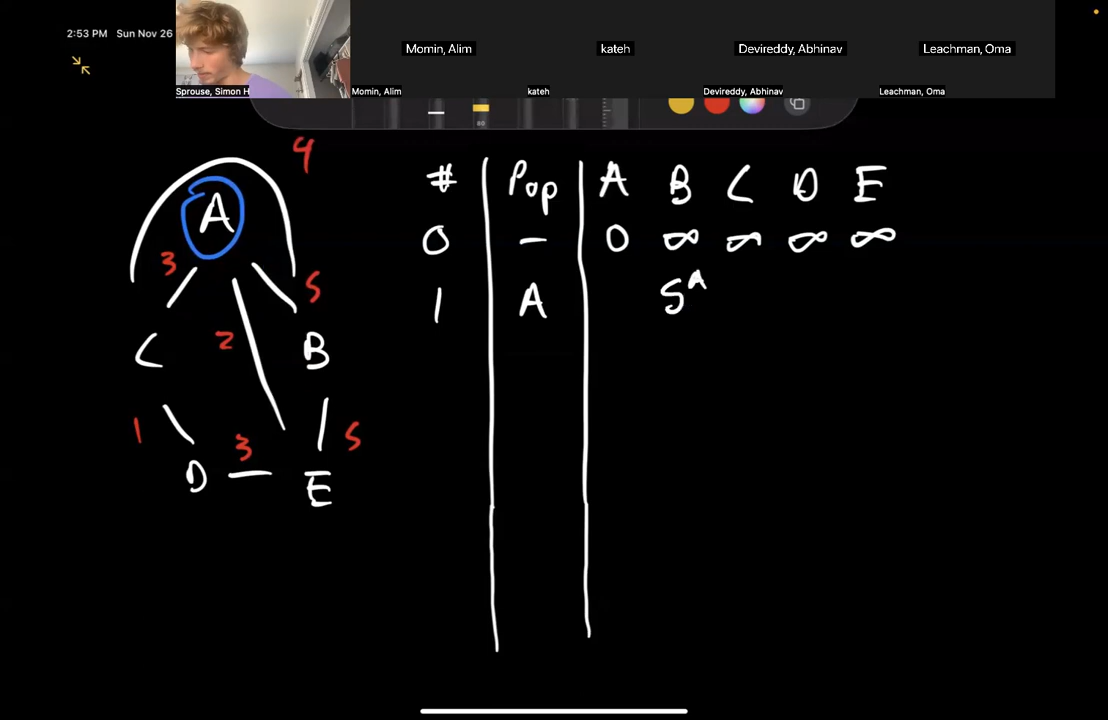 2:53 PM Sun Nov 26
Momin, Alim
kateh
Devireddy, Abhinav
Leachman, Oma
Sprouse, Simon H
Momin, Alim
kateh
Devireddy, Abhinav
Leachman, Oma
80
4
A
3
5
C
2
B
1
3
5
D
E
# Pop A B C D E
0 – 0 ∞ ∞ ∞ ∞
1 A 5ᴬ